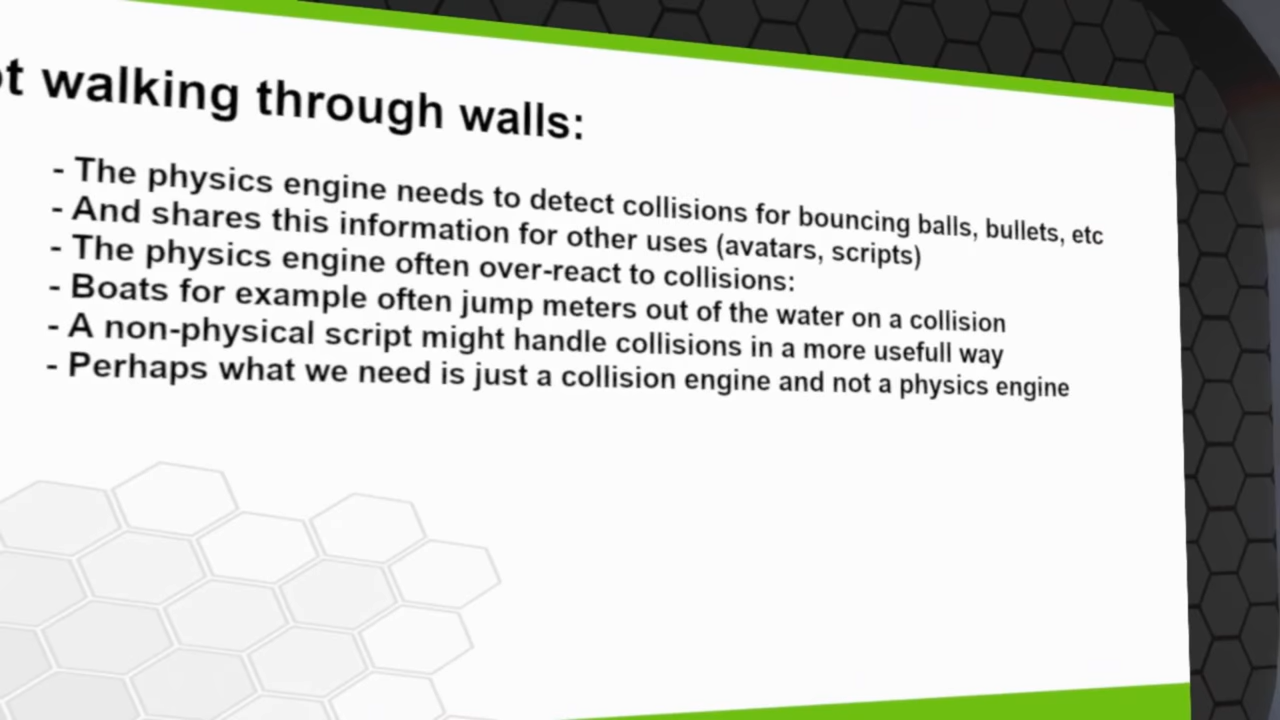 t walking through walls:
- The physics engine needs to detect collisions for bouncing balls, bullets, etc
- And shares this information for other uses (avatars, scripts)
- The physics engine often over-react to collisions:
- Boats for example often jump meters out of the water on a collision
- A non-physical script might handle collisions in a more usefull way
- Perhaps what we need is just a collision engine and not a physics engine